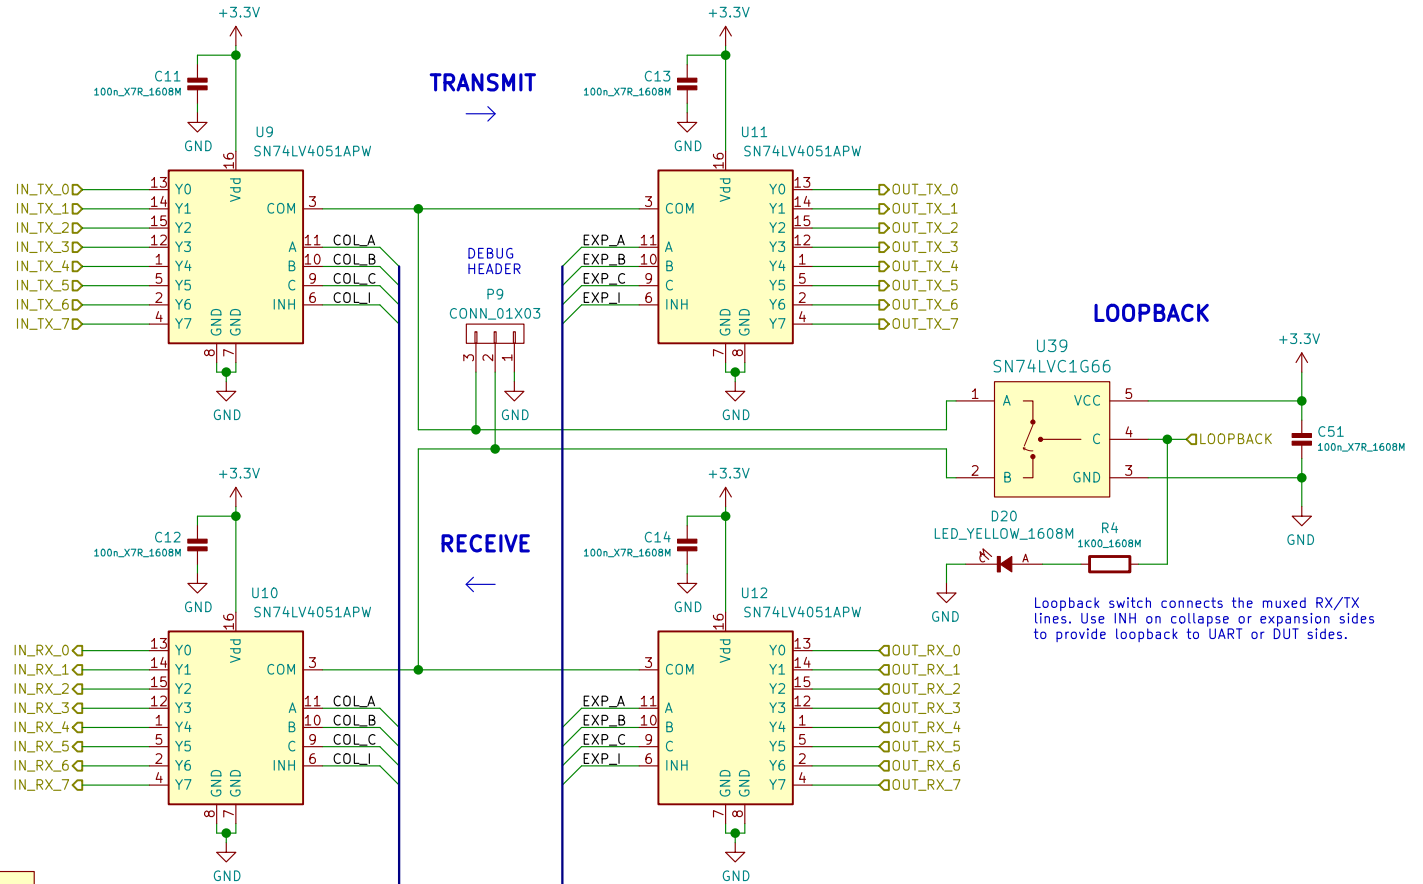 +3.3V
C11
100n_X7R_1608M
GND
TRANSMIT
+3.3V
C13
100n_X7R_1608M
GND
U9
SN74LV4051APW
16
Vdd
IN_TX_0 13 Y0
IN_TX_1 14 Y1
IN_TX_2 15 Y2
IN_TX_3 12 Y3
IN_TX_4 1 Y4
IN_TX_5 5 Y5
IN_TX_6 2 Y6
IN_TX_7 4 Y7
COM 3
A 11 COL_A
B 10 COL_B
C 9 COL_C
INH 6 COL_I
GND GND
8 7
GND
DEBUG
HEADER
P9
CONN_01X03
3 2 1
GND
U11
SN74LV4051APW
16
Vdd
3 COM
EXP_A 11 A
EXP_B 10 B
EXP_C 9 C
EXP_I 6 INH
Y0 13 OUT_TX_0
Y1 14 OUT_TX_1
Y2 15 OUT_TX_2
Y3 12 OUT_TX_3
Y4 1 OUT_TX_4
Y5 5 OUT_TX_5
Y6 2 OUT_TX_6
Y7 4 OUT_TX_7
GND GND
7 8
GND
LOOPBACK
U39
SN74LVC1G66
+3.3V
1 A VCC 5
C 4 LOOPBACK
2 B GND 3
C51
100n_X7R_1608M
GND
D20
LED_YELLOW_1608M
C A
R4
1K00_1608M
GND
Loopback switch connects the muxed RX/TX
lines. Use INH on collapse or expansion sides
to provide loopback to UART or DUT sides.
+3.3V
C12
100n_X7R_1608M
GND
RECEIVE
+3.3V
C14
100n_X7R_1608M
GND
U10
SN74LV4051APW
16
Vdd
IN_RX_0 13 Y0
IN_RX_1 14 Y1
IN_RX_2 15 Y2
IN_RX_3 12 Y3
IN_RX_4 1 Y4
IN_RX_5 5 Y5
IN_RX_6 2 Y6
IN_RX_7 4 Y7
COM 3
A 11 COL_A
B 10 COL_B
C 9 COL_C
INH 6 COL_I
GND GND
8 7
GND
U12
SN74LV4051APW
16
Vdd
3 COM
EXP_A 11 A
EXP_B 10 B
EXP_C 9 C
EXP_I 6 INH
Y0 13 OUT_RX_0
Y1 14 OUT_RX_1
Y2 15 OUT_RX_2
Y3 12 OUT_RX_3
Y4 1 OUT_RX_4
Y5 5 OUT_RX_5
Y6 2 OUT_RX_6
Y7 4 OUT_RX_7
GND GND
7 8
GND